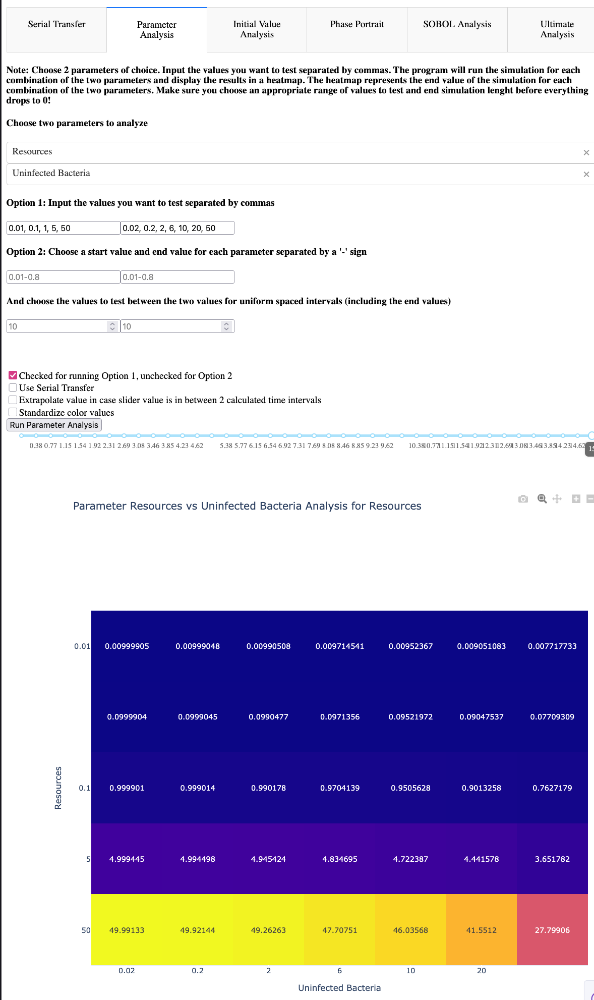 Serial Transfer
Parameter
Analysis
Initial Value
Analysis
Phase Portrait
SOBOL Analysis
Ultimate
Analysis
Note: Choose 2 parameters of choice. Input the values you want to test separated by commas. The program will run the simulation for each
combination of the two parameters and display the results in a heatmap. The heatmap represents the end value of the simulation for each
combination of the two parameters. Make sure you choose an appropriate range of values to test and end simulation lenght before everything
drops to 0!
Choose two parameters to analyze
Resources ×
Uninfected Bacteria ×
Option 1: Input the values you want to test separated by commas
0.01, 0.1, 1, 5, 50 0.02, 0.2, 2, 6, 10, 20, 50
Option 2: Choose a start value and end value for each parameter separated by a '-' sign
0.01-0.8 0.01-0.8
And choose the values to test between the two values for uniform spaced intervals (including the end values)
10 10
Checked for running Option 1, unchecked for Option 2
Use Serial Transfer
Extrapolate value in case slider value is in between 2 calculated time intervals
Standardize color values
Run Parameter Analysis
0.38 0.77 1.15 1.54 1.92 2.31 2.69 3.08 3.46 3.85 4.23 4.62 5.38 5.77 6.15 6.54 6.92 7.31 7.69 8.08 8.46 8.85 9.23 9.62 10.38 10.77 11.15 11.54 11.92 12.31 12.69 13.08 13.46 13.85 14.23 14.62 15
Parameter Resources vs Uninfected Bacteria Analysis for Resources
0.01 0.00999905 0.00999048 0.00990508 0.009714541 0.00952367 0.009051083 0.007717733
0.0999904 0.0999045 0.0990477 0.0971356 0.09521972 0.09047537 0.07709309
Resources
0.1 0.999901 0.999014 0.990178 0.9704139 0.9505628 0.9013258 0.7627179
5 4.999445 4.994498 4.945424 4.834695 4.722387 4.441578 3.651782
50 49.99133 49.92144 49.26263 47.70751 46.03568 41.5512 27.79906
0.02 0.2 2 6 10 20
Uninfected Bacteria